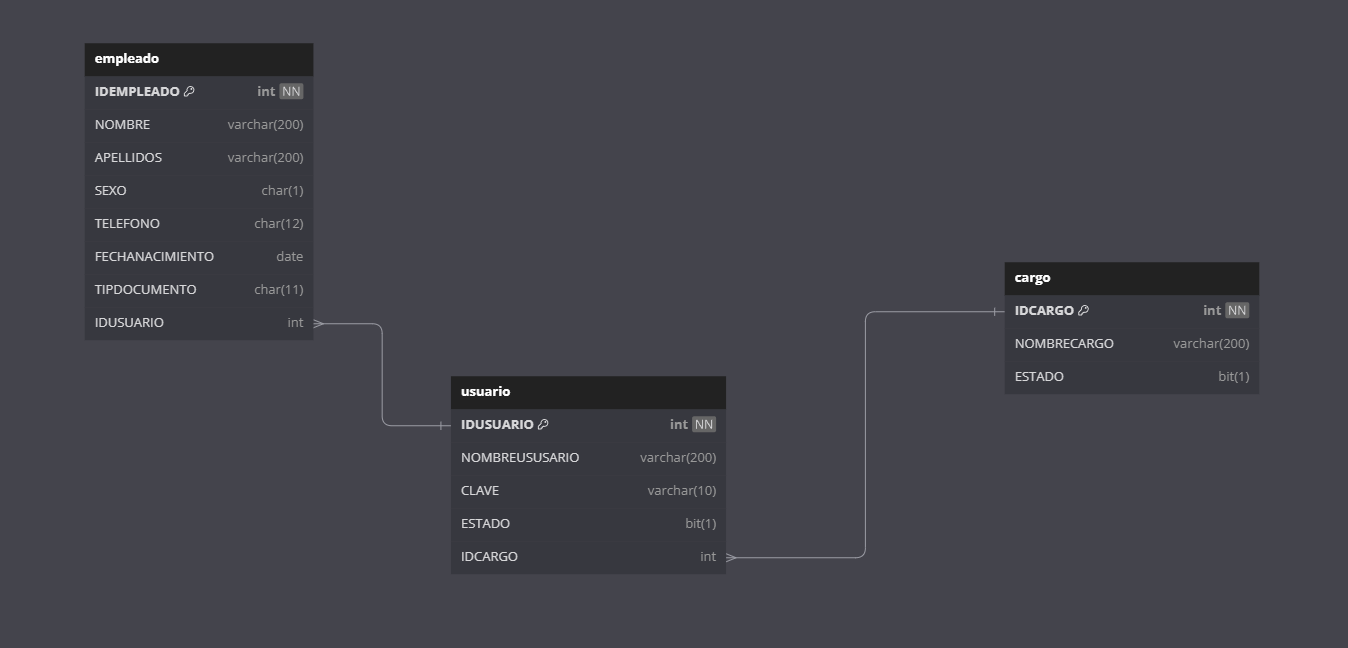 empleado
IDEMPLEADO int NN
NOMBRE varchar(200)
APELLIDOS varchar(200)
SEXO char(1)
TELEFONO char(12)
FECHANACIMIENTO date
TIPDOCUMENTO char(11)
IDUSUARIO int
usuario
IDUSUARIO int NN
NOMBREUSUSARIO varchar(200)
CLAVE varchar(10)
ESTADO bit(1)
IDCARGO int
cargo
IDCARGO int NN
NOMBRECARGO varchar(200)
ESTADO bit(1)